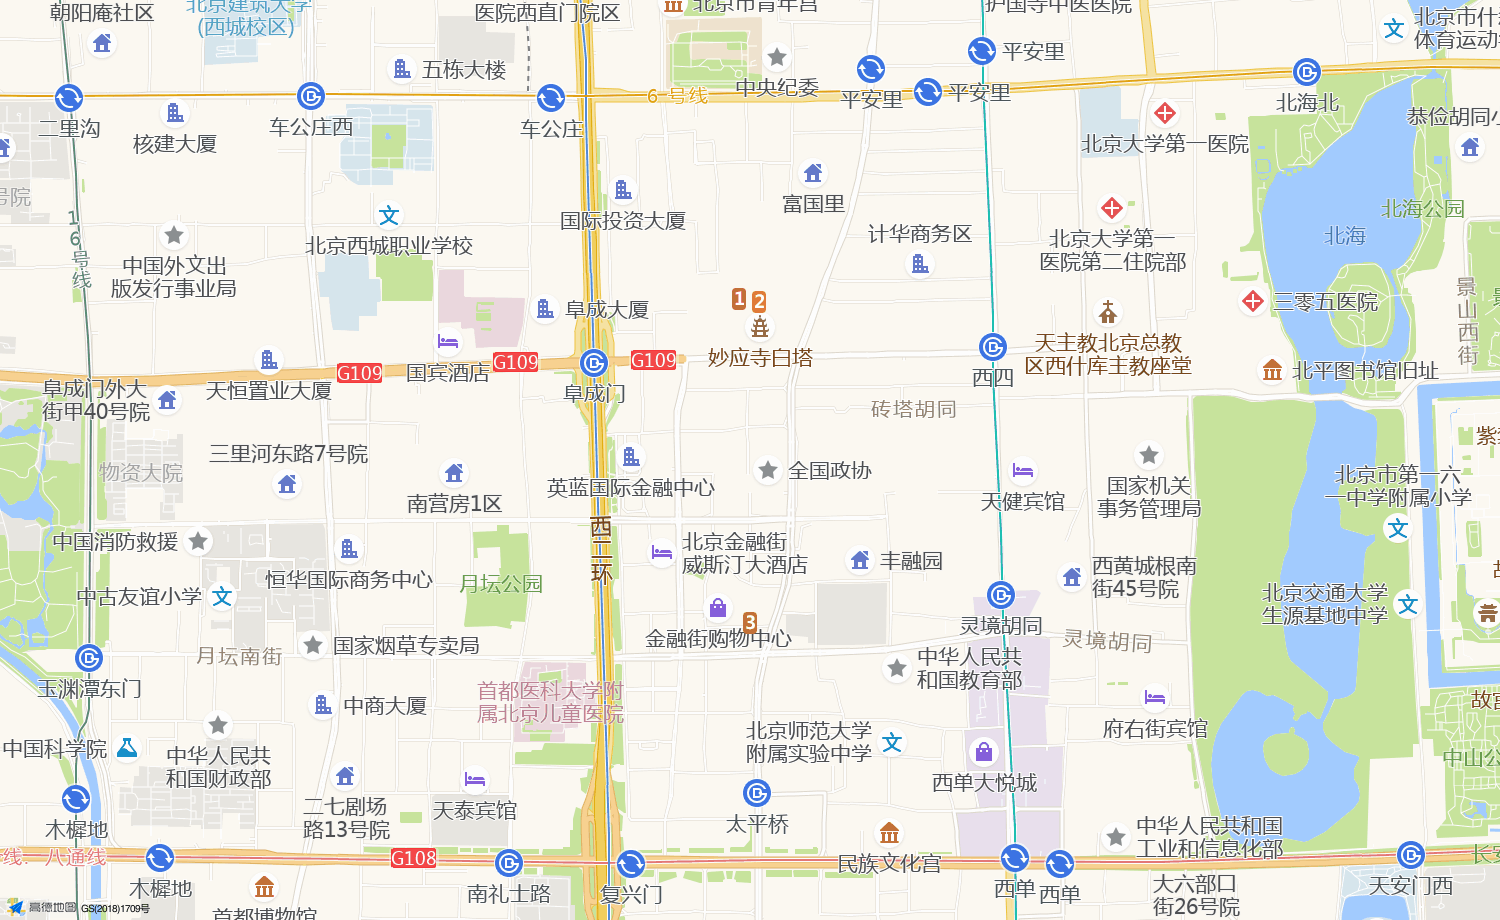 朝阳庵社区
北京建筑大学
(西城校区)
医院西直门院区
北京市青年宫
护国寺中医医院
北京市什
体育运动
五栋大楼
中央纪委
平安里
平安里
平安里
6 号线
北海北
二里沟
核建大厦
车公庄西
车公庄
北京大学第一医院
恭俭胡同小
号院
16号线
国际投资大厦
富国里
北海公园
北海
北京西城职业学校
计华商务区
北京大学第一
医院第二住院部
中国外文出
版发行事业局
阜成大厦
1
2
三零五医院
景山西街
天主教北京总教
区西什库主教座堂
妙应寺白塔
G109
G109
G109
国宾酒店
天恒置业大厦
阜成门
西四
北平图书馆旧址
阜成门外大
街甲40号院
砖塔胡同
紫禁
三里河东路7号院
物资大院
全国政协
英蓝国际金融中心
南营房1区
天健宾馆
国家机关
事务管理局
北京市第一六
一中学附属小学
西二环
中国消防救援
北京金融街
威斯汀大酒店
丰融园
西黄城根南
街45号院
恒华国际商务中心
月坛公园
中古友谊小学
北京交通大学
生源基地中学
故
3
金融街购物中心
灵境胡同
灵境胡同
国家烟草专卖局
月坛南街
中华人民共
和国教育部
玉渊潭东门
首都医科大学附
属北京儿童医院
中商大厦
府右街宾馆
故宫
北京师范大学
附属实验中学
中国科学院
中华人民共
和国财政部
中山公
西单大悦城
二七剧场
路13号院
天泰宾馆
木樨地
太平桥
中华人民共和国
工业和信息化部
号线: 八通线
G108
民族文化宫
长安
木樨地
南礼士路
复兴门
西单
西单
大六部口
街26号院
天安门西
首都博物馆
高德地图 GS(2018)1709号